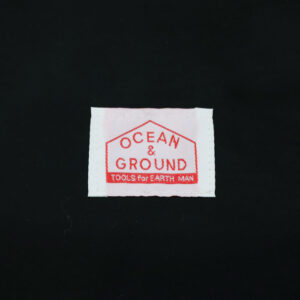 OCEAN
&
GROUND
TOOLS for EARTH MAN